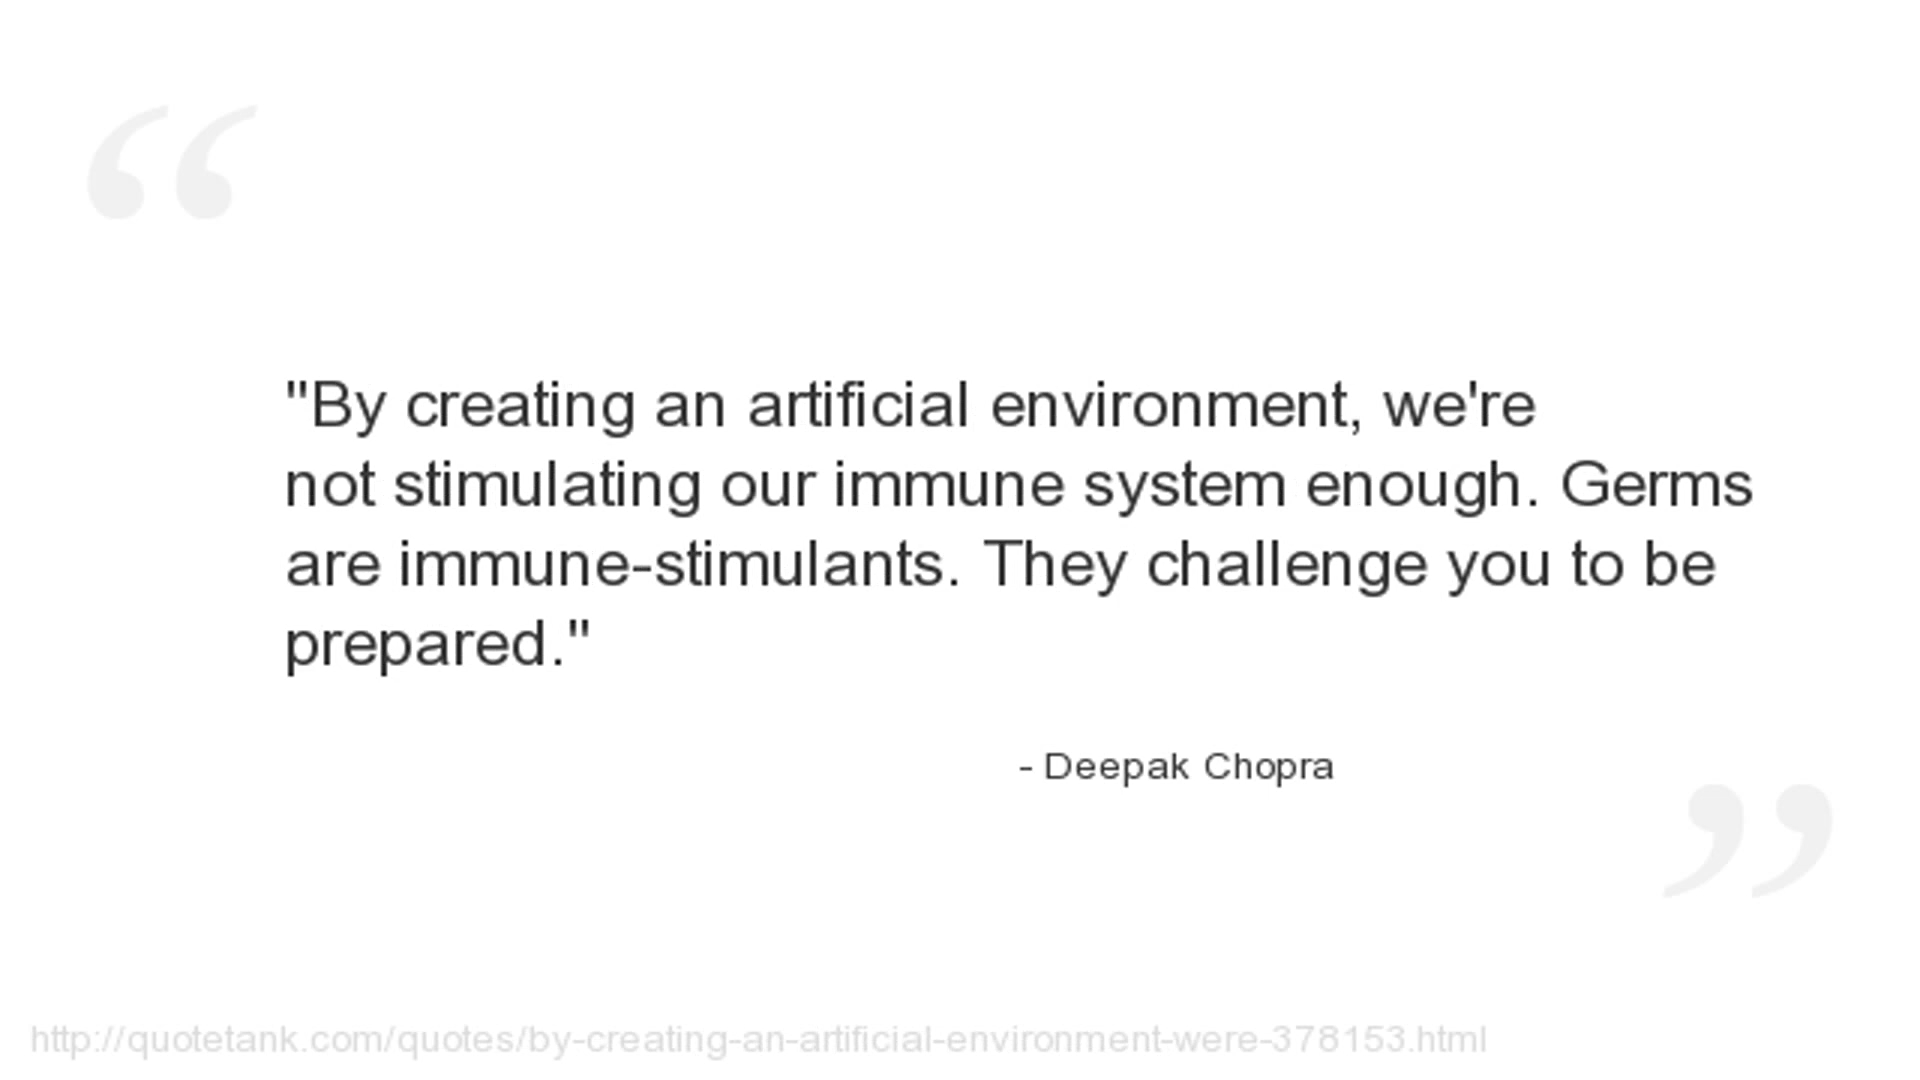 "By creating an artificial environment, we're
not stimulating our immune system enough. Germs
are immune-stimulants. They challenge you to be
prepared."
- Deepak Chopra
http://quotetank.com/quotes/by-creating-an-artificial-environment-were-378153.html